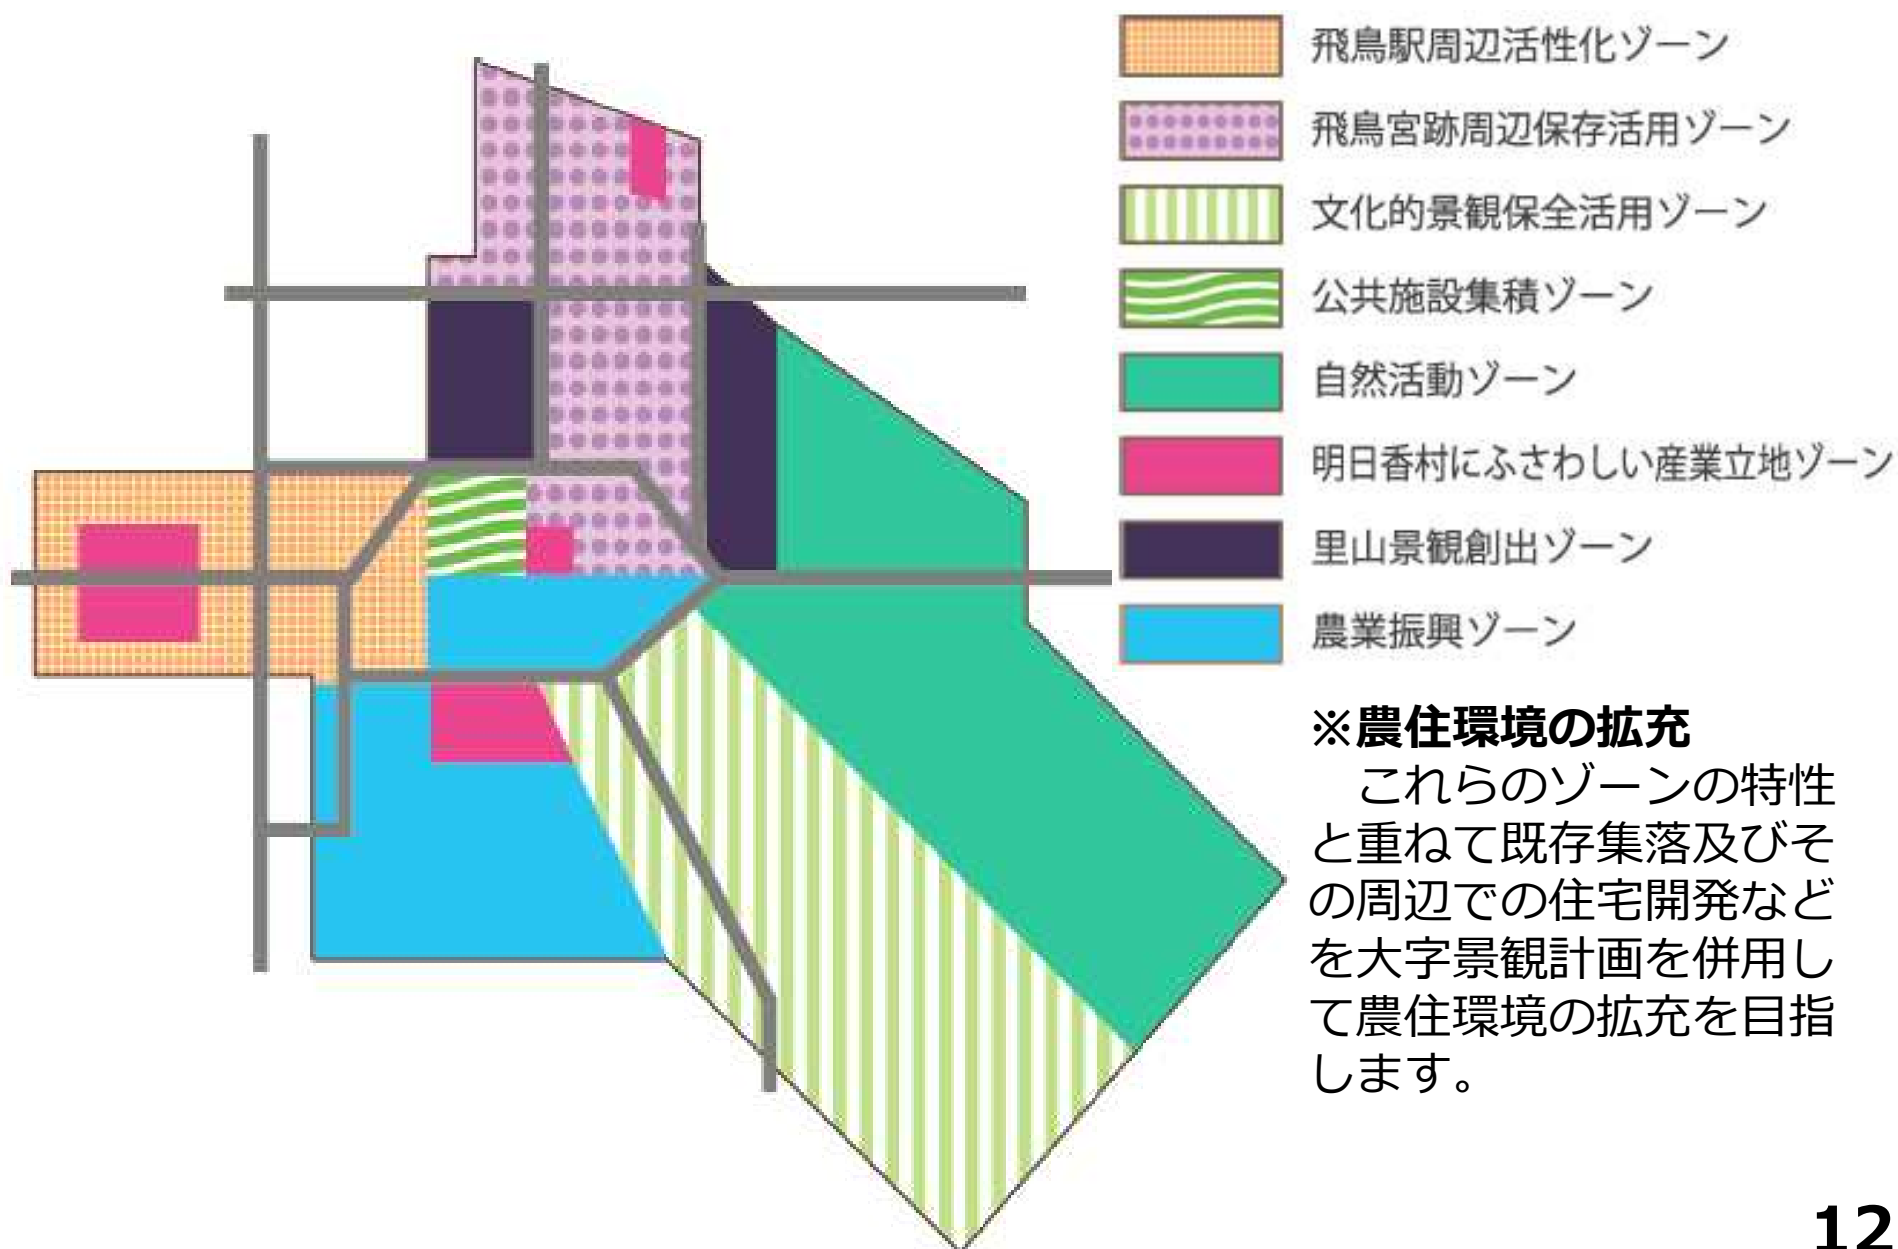 飛鳥駅周辺活性化ゾーン
飛鳥宮跡周辺保存活用ゾーン
文化的景観保全活用ゾーン
公共施設集積ゾーン
自然活動ゾーン
明日香村にふさわしい産業立地ゾーン
里山景観創出ゾーン
農業振興ゾーン
※農住環境の拡充
　これらのゾーンの特性
と重ねて既存集落及びそ
の周辺での住宅開発など
を大字景観計画を併用し
て農住環境の拡充を目指
します。
12